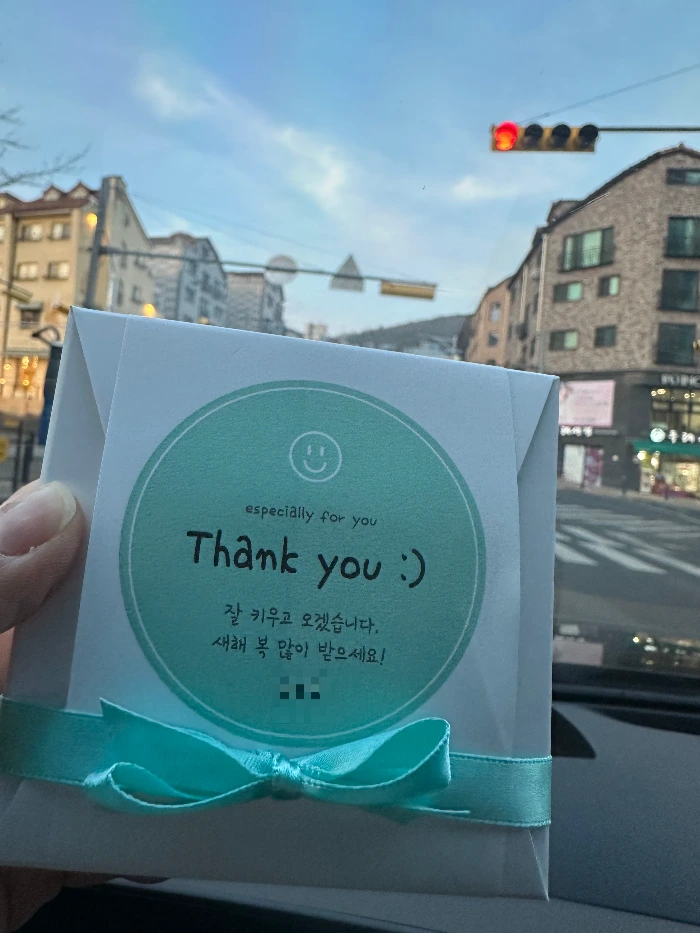 especially for you
Thank you :)
잘 키우고 오겠습니다.
새해 복 많이 받으세요!